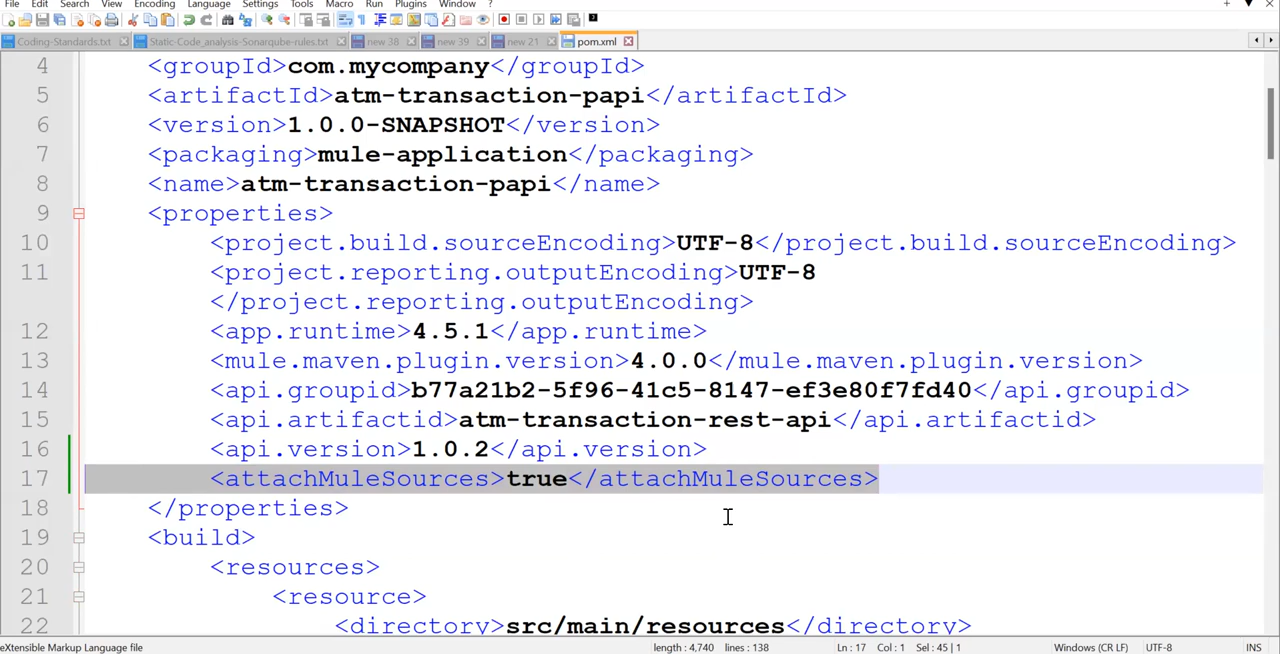 File Edit Search View Encoding Language Settings Tools Macro Run Plugins Window ?
Coding-Standards.txt Static-Code_analysis-Sonarqube-rules.txt new 38 new 39 new 21 pom.xml
4 <groupId>com.mycompany</groupId>
5 <artifactId>atm-transaction-papi</artifactId>
6 <version>1.0.0-SNAPSHOT</version>
7 <packaging>mule-application</packaging>
8 <name>atm-transaction-papi</name>
9 <properties>
10 <project.build.sourceEncoding>UTF-8</project.build.sourceEncoding>
11 <project.reporting.outputEncoding>UTF-8
</project.reporting.outputEncoding>
12 <app.runtime>4.5.1</app.runtime>
13 <mule.maven.plugin.version>4.0.0</mule.maven.plugin.version>
14 <api.groupid>b77a21b2-5f96-41c5-8147-ef3e80f7fd40</api.groupid>
15 <api.artifactid>atm-transaction-rest-api</api.artifactid>
16 <api.version>1.0.2</api.version>
17 <attachMuleSources>true</attachMuleSources>
18 </properties>
19 <build>
20 <resources>
21 <resource>
22 <directory>src/main/resources</directory>
eXtensible Markup Language file length : 4,740 lines : 138 Ln : 17 Col : 1 Sel : 45 | 1 Windows (CR LF) UTF-8 INS